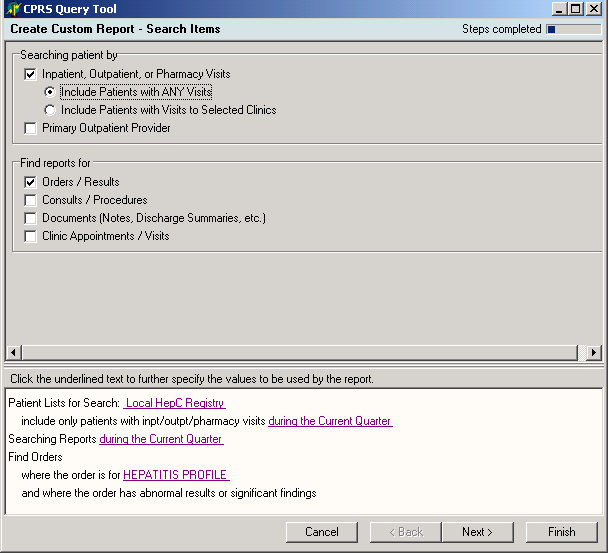 CPRS Query Tool
Create Custom Report - Search Items Steps completed
Searching patient by
Inpatient, Outpatient, or Pharmacy Visits
Include Patients with ANY Visits
Include Patients with Visits to Selected Clinics
Primary Outpatient Provider
Find reports for
Orders / Results
Consults / Procedures
Documents (Notes, Discharge Summaries, etc.)
Clinic Appointments / Visits
Click the underlined text to further specify the values to be used by the report.
Patient Lists for Search: Local HepC Registry
include only patients with inpt/outpt/pharmacy visits during the Current Quarter
Searching Reports during the Current Quarter
Find Orders
where the order is for HEPATITIS PROFILE
and where the order has abnormal results or significant findings
Cancel < Back Next > Finish